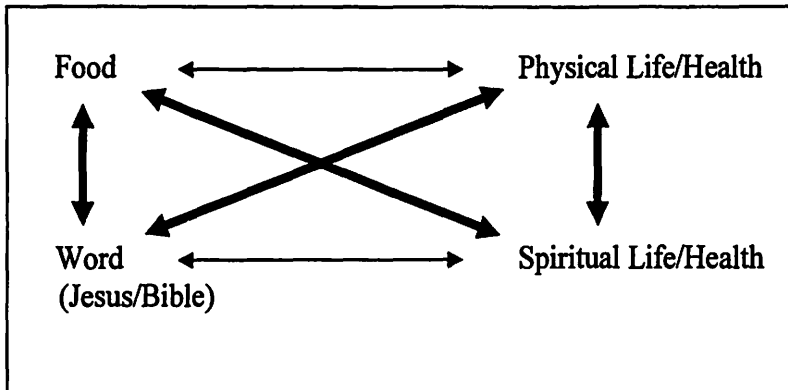 Food
Physical Life/Health
Word
(Jesus/Bible)
Spiritual Life/Health